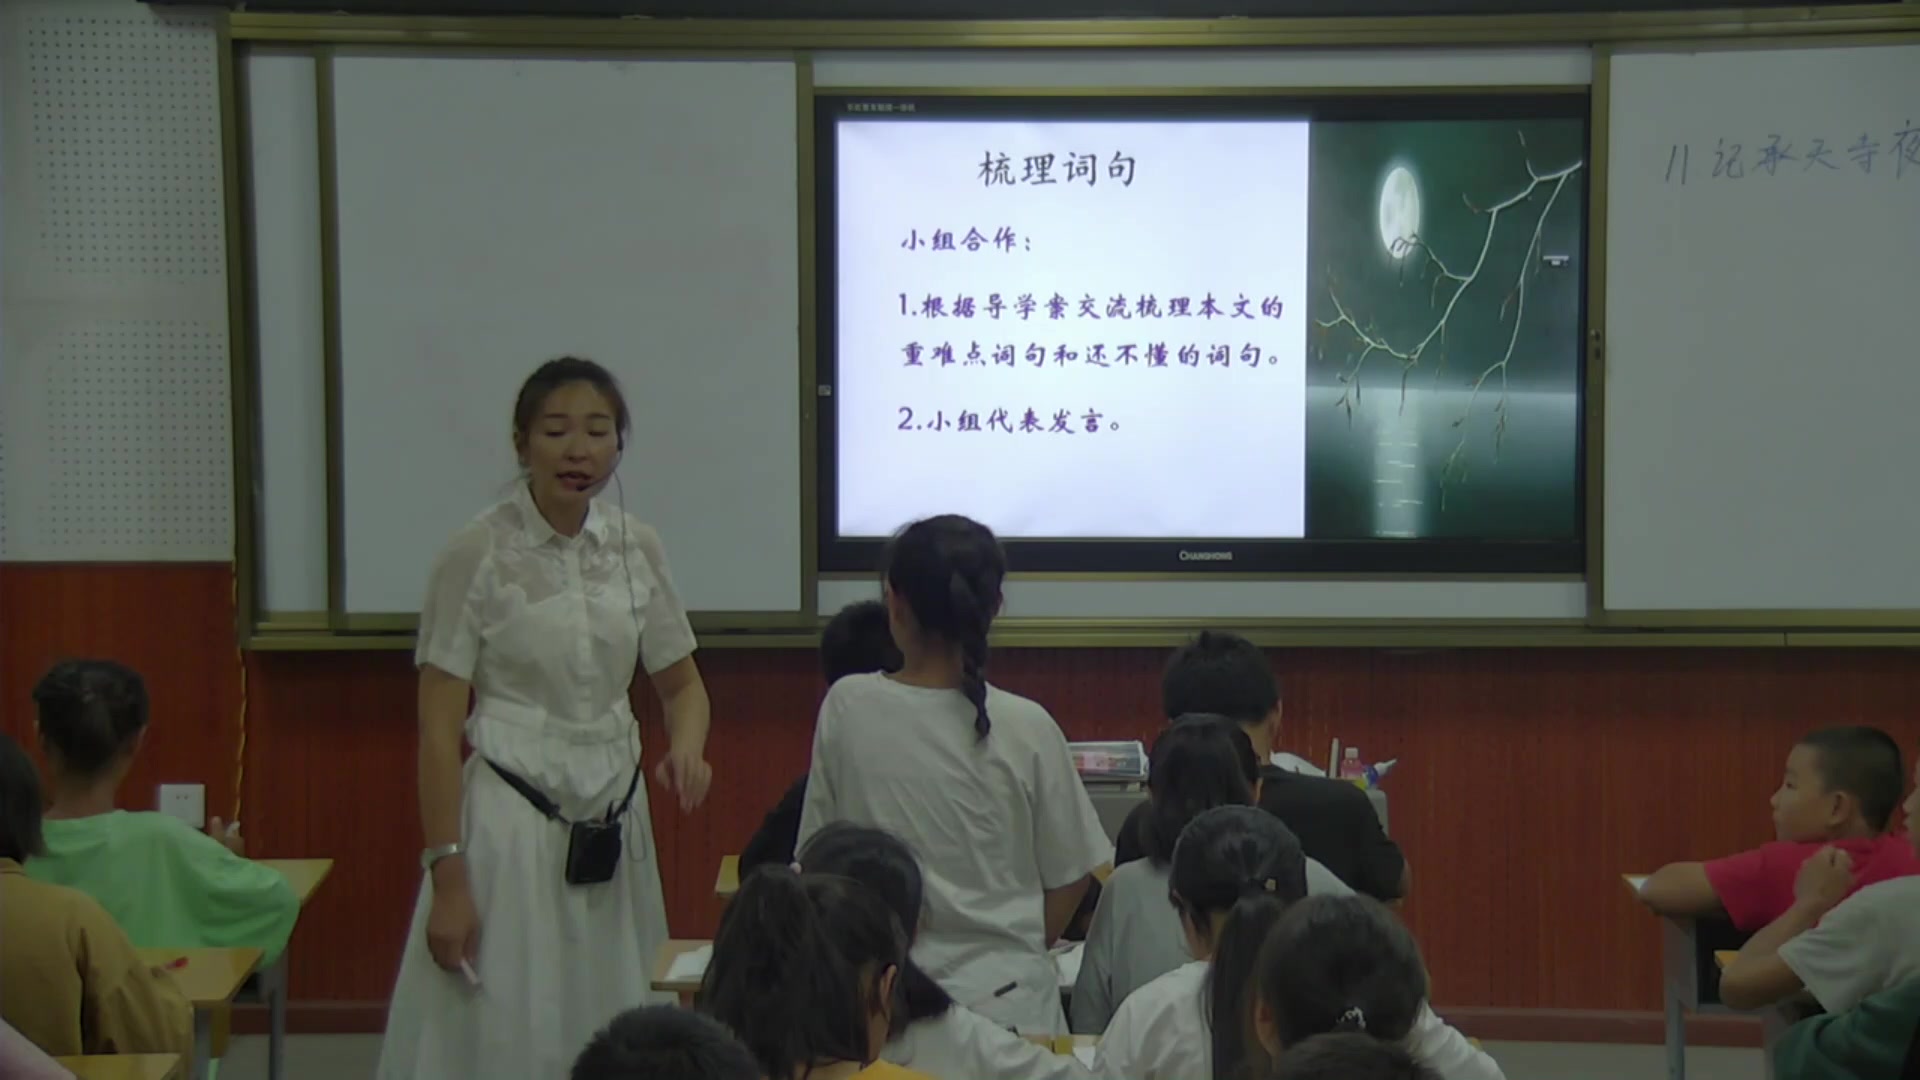 梳理词句
小组合作：
1.根据导学案交流梳理本文的
重难点词句和还不懂的词句。
2.小组代表发言。
CHANGHONG
11 记承天寺夜